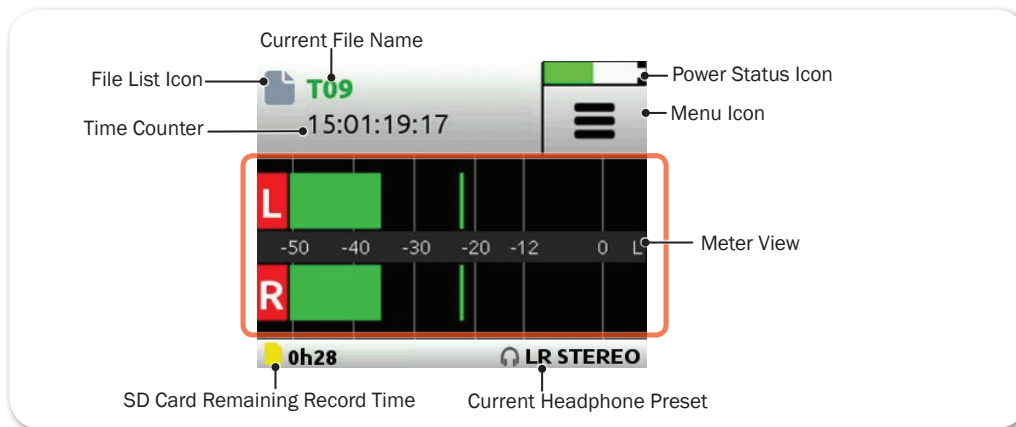 Current File Name
File List Icon
T09
Power Status Icon
Time Counter
15:01:19:17
Menu Icon
L
-50 -40 -30 -20 -12 0 L
Meter View
R
0h28
LR STEREO
SD Card Remaining Record Time
Current Headphone Preset